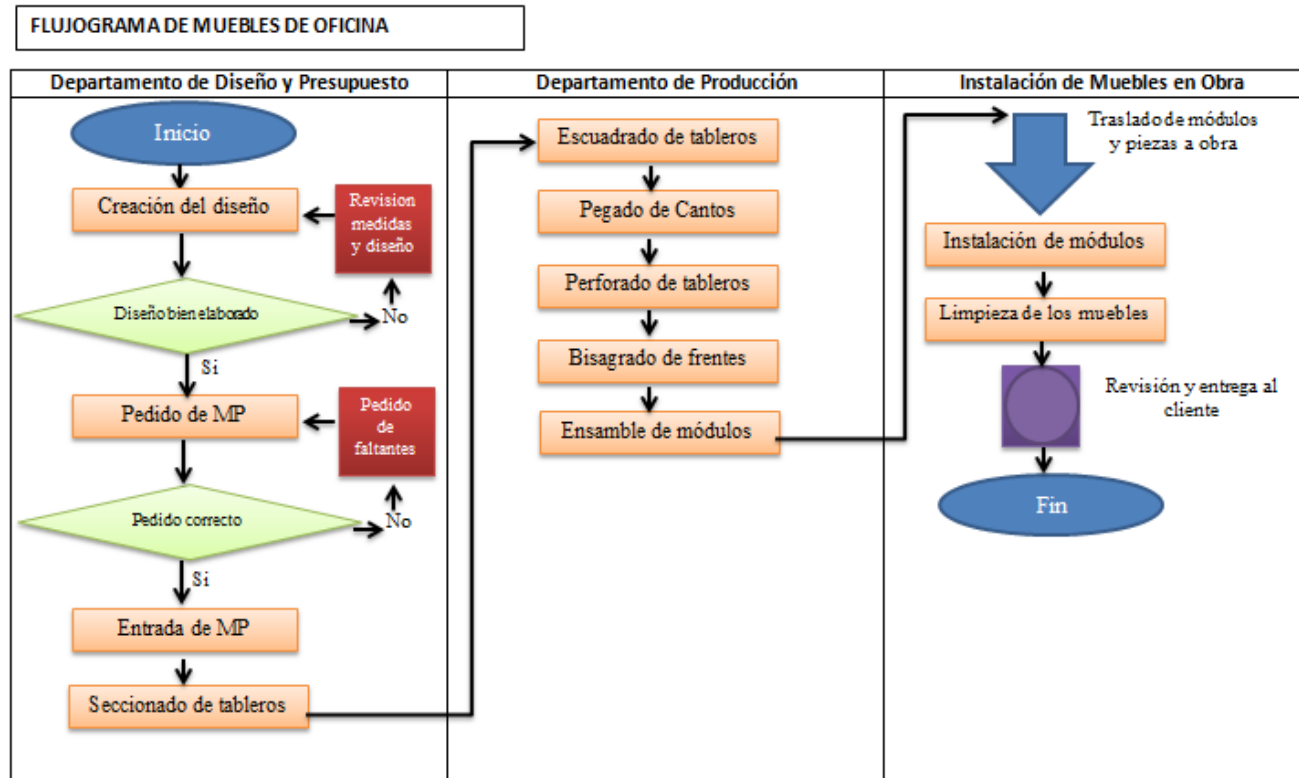 FLUJOGRAMA DE MUEBLES DE OFICINA
Departamento de Diseño y Presupuesto
Inicio
Creación del diseño
Revision
medidas
y diseño
Diseño bien elaborado
No
Si
Pedido de MP
Pedido
de
faltantes
Pedido correcto
No
Si
Entrada de MP
Seccionado de tableros
Departamento de Producción
Escuadrado de tableros
Pegado de Cantos
Perforado de tableros
Bisagrado de frentes
Ensamble de módulos
Instalación de Muebles en Obra
Traslado de módulos
y piezas a obra
Instalación de módulos
Limpieza de los muebles
Revisión y entrega al
cliente
Fin